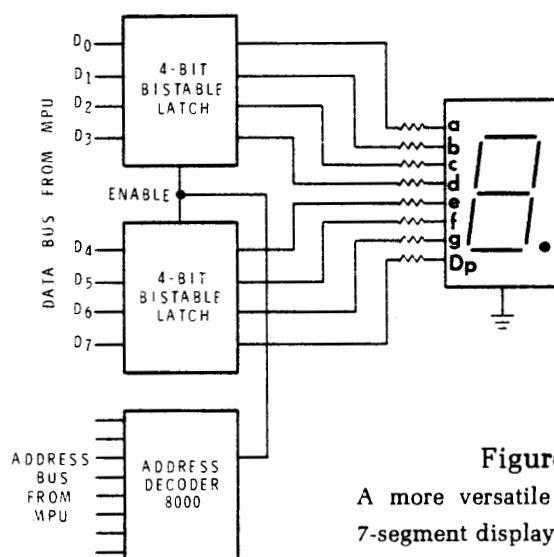 D0
D1
D2
D3
4-BIT
BISTABLE
LATCH
DATA BUS FROM MPU
ENABLE
D4
D5
D6
D7
4-BIT
BISTABLE
LATCH
a
b
c
d
e
f
g
Dp
ADDRESS
BUS
FROM
MPU
ADDRESS
DECODER
8000
Figure
A more versatile
7-segment display